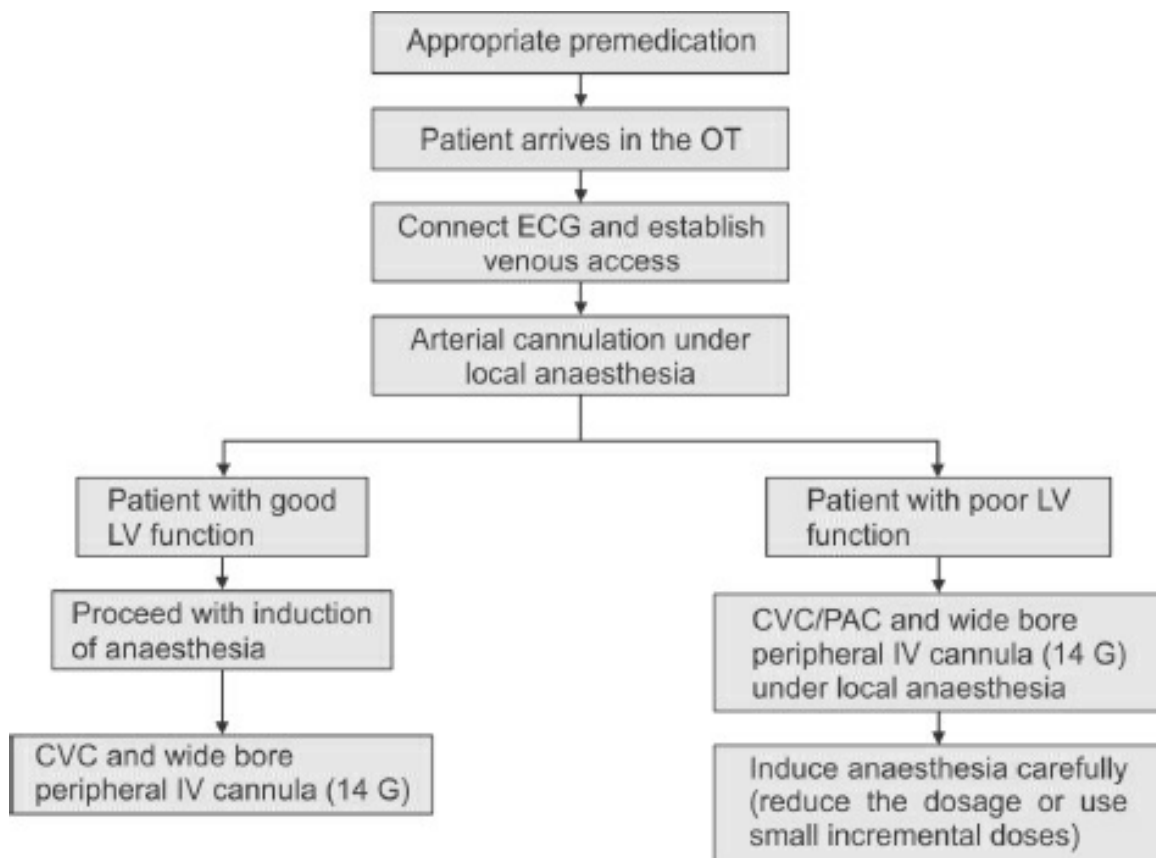 Appropriate premedication
Patient arrives in the OT
Connect ECG and establish
venous access
Arterial cannulation under
local anaesthesia
Patient with good
LV function
Proceed with induction
of anaesthesia
CVC and wide bore
peripheral IV cannula (14 G)
Patient with poor LV
function
CVC/PAC and wide bore
peripheral IV cannula (14 G)
under local anaesthesia
Induce anaesthesia carefully
(reduce the dosage or use
small incremental doses)